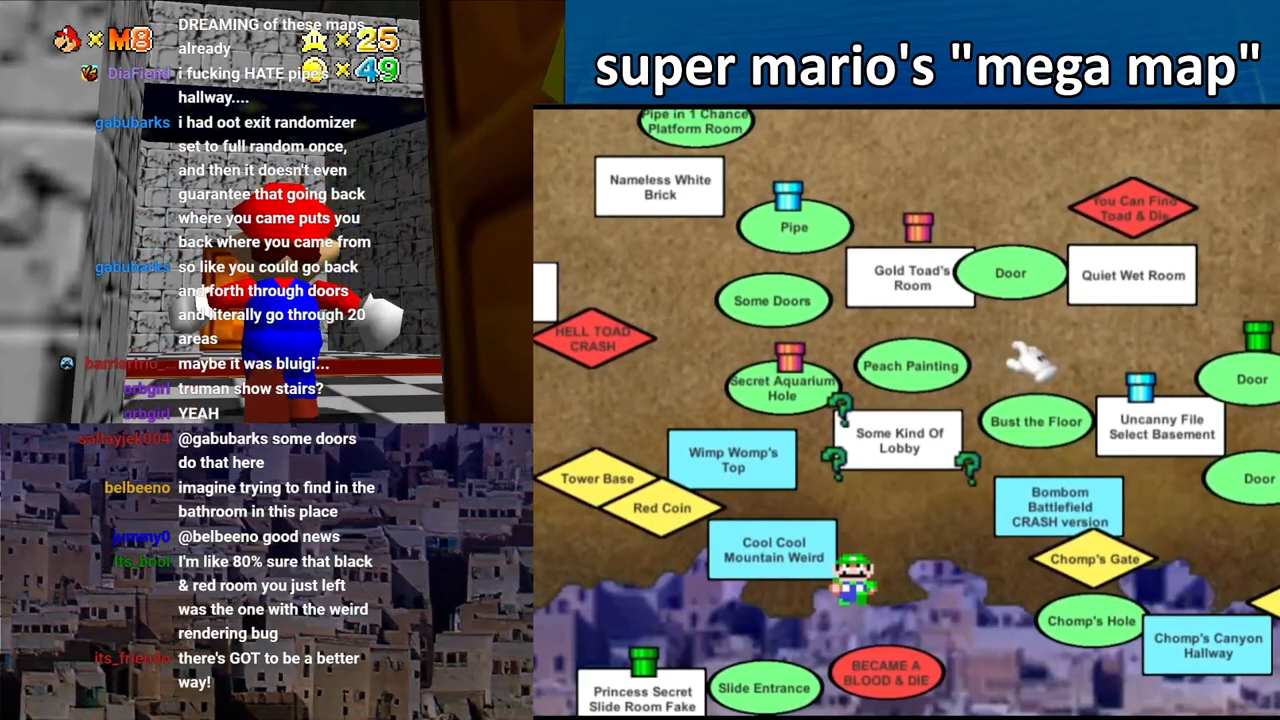 DREAMING of these maps
already
M8
× 25
× 49
DiaFiend i fucking HATE pipe's
hallway....
gabubarks i had oot exit randomizer
set to full random once,
and then it doesn't even
guarantee that going back
where you came puts you
back where you came from
gabubarks so like you could go back
and forth through doors
and literally go through 20
areas
barriertrio_... maybe it was bluigi...
orbgirl truman show stairs?
orbgirl YEAH
saltayjek004 @gabubarks some doors
do that here
belbeeno imagine trying to find in the
bathroom in this place
jummy0 @belbeeno good news
its_bool I'm like 80% sure that black
& red room you just left
was the one with the weird
rendering bug
its_friendo there's GOT to be a better
way!
super mario's "mega map"
Pipe in 1 Chance
Platform Room
Nameless White
Brick
You Can Find
Toad & Die
Pipe
Gold Toad's
Room
Door
Quiet Wet Room
Some Doors
HELL TOAD
CRASH
Peach Painting
Secret Aquarium
Hole
Door
Bust the Floor
Uncanny File
Select Basement
Some Kind Of
Lobby
Wimp Womp's
Top
Tower Base
Door
Red Coin
Bombom
Battlefield
CRASH version
Cool Cool
Mountain Weird
Chomp's Gate
Chomp's Hole
Chomp's Canyon
Hallway
BECAME A
BLOOD & DIE
Slide Entrance
Princess Secret
Slide Room Fake